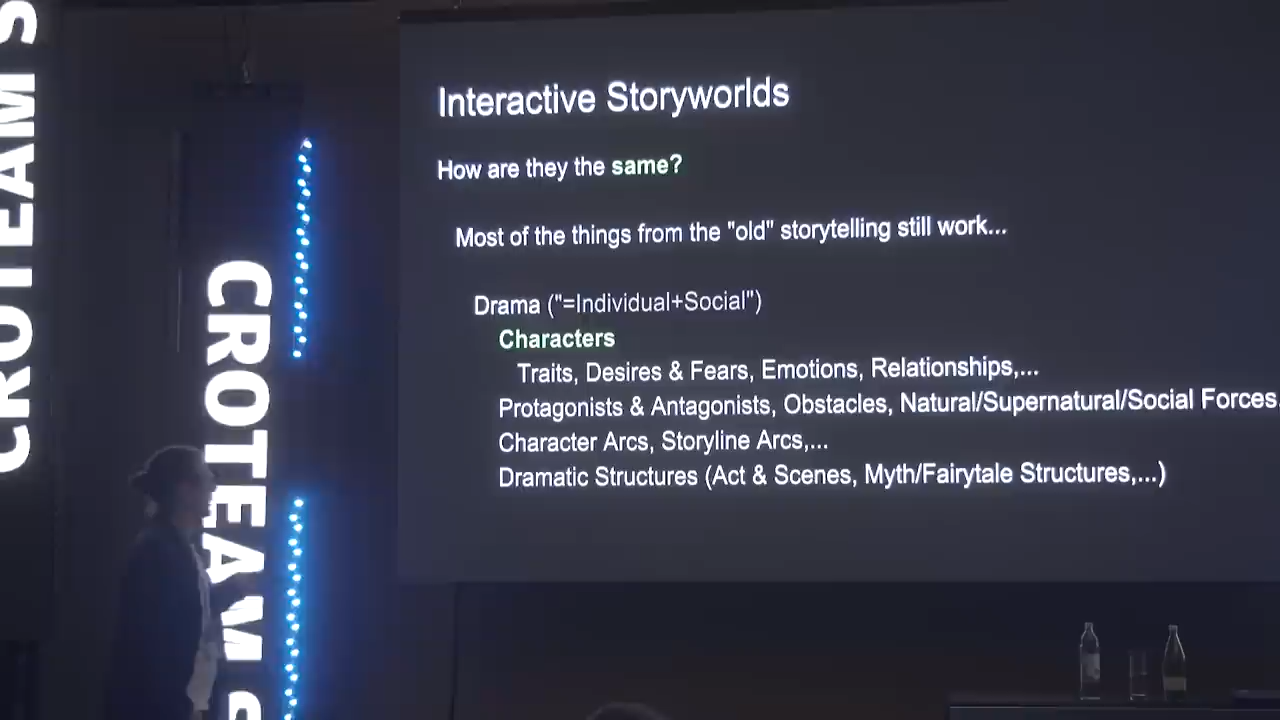 CROTEAM S
CROTEAM S
Interactive Storyworlds
How are they the same?
Most of the things from the "old" storytelling still work...
Drama ("=Individual+Social")
Characters
Traits, Desires & Fears, Emotions, Relationships,...
Protagonists & Antagonists, Obstacles, Natural/Supernatural/Social Forces.
Character Arcs, Storyline Arcs,...
Dramatic Structures (Act & Scenes, Myth/Fairytale Structures,...)